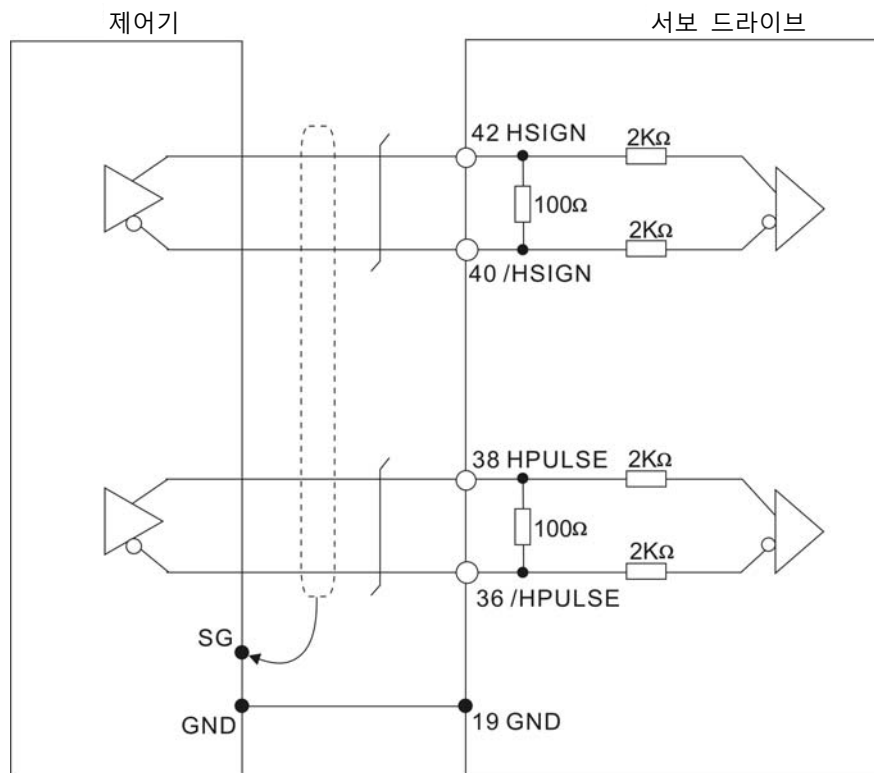 제어기
서보 드라이브
42 HSIGN
2KΩ
100Ω
2KΩ
40 /HSIGN
38 HPULSE
2KΩ
100Ω
2KΩ
36 /HPULSE
SG
GND
19 GND